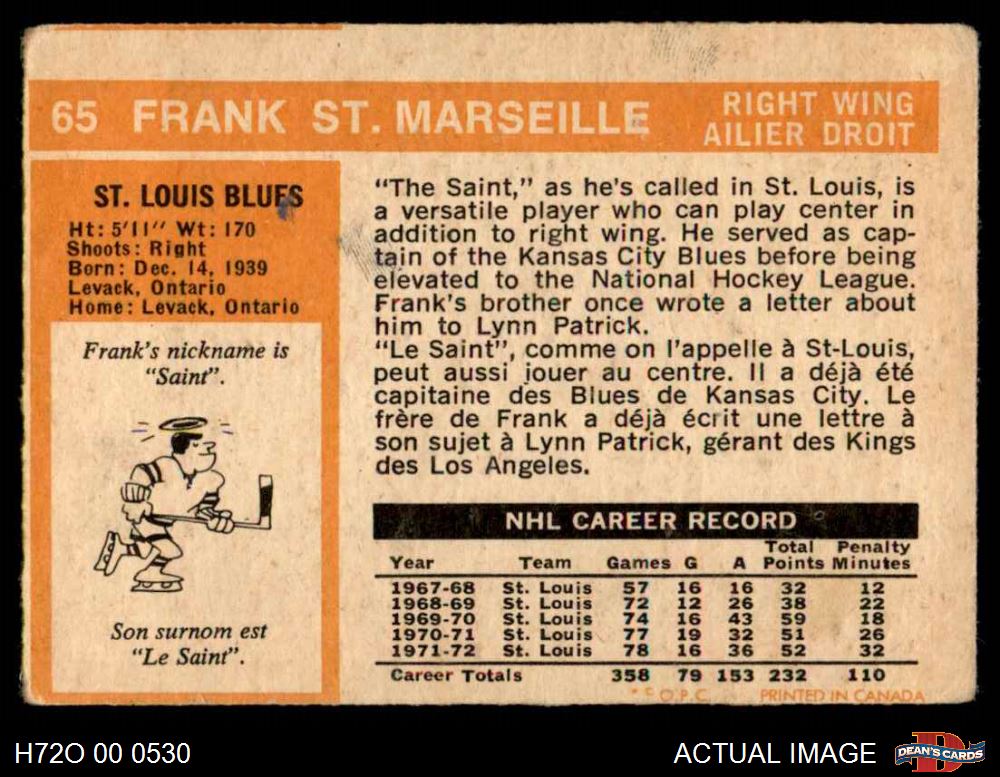 65 FRANK ST. MARSEILLE
RIGHT WING
AILIER DROIT
ST. LOUIS BLUES
Ht: 5'11'' Wt: 170
Shoots: Right
Born: Dec. 14, 1939
Levack, Ontario
Home: Levack, Ontario
Frank's nickname is
"Saint".
Son surnom est
"Le Saint".
"The Saint," as he's called in St. Louis, is
a versatile player who can play center in
addition to right wing. He served as cap-
tain of the Kansas City Blues before being
elevated to the National Hockey League.
Frank's brother once wrote a letter about
him to Lynn Patrick.
"Le Saint", comme on l'appelle à St-Louis,
peut aussi jouer au centre. Il a déjà été
capitaine des Blues de Kansas City. Le
frère de Frank a déjà écrit une lettre à
son sujet à Lynn Patrick, gérant des Kings
des Los Angeles.
NHL CAREER RECORD
Year Team Games G A Total Points Penalty Minutes
1967-68 St. Louis 57 16 16 32 12
1968-69 St. Louis 72 12 26 38 22
1969-70 St. Louis 74 16 43 59 18
1970-71 St. Louis 77 19 32 51 26
1971-72 St. Louis 78 16 36 52 32
Career Totals 358 79 153 232 110
* © O.P.C. PRINTED IN CANADA
H72O 00 0530
ACTUAL IMAGE
DEAN'S CARDS